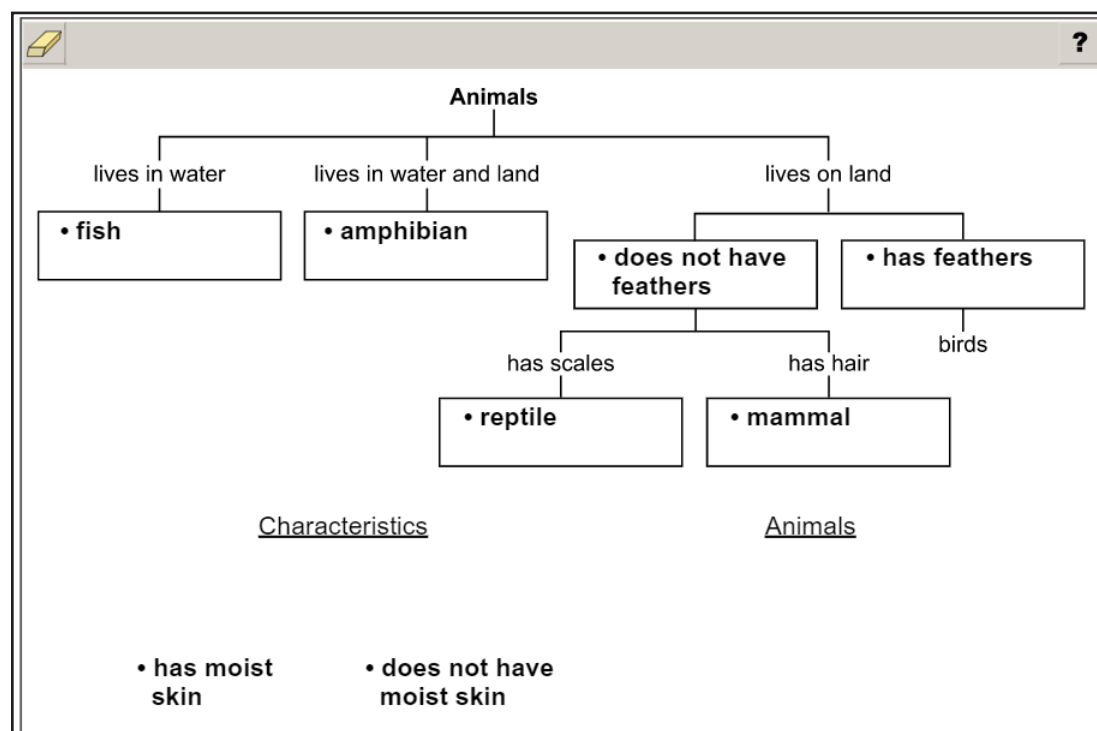 ?
Animals
lives in water
lives in water and land
lives on land
• fish
• amphibian
• does not have
feathers
• has feathers
birds
has scales
has hair
• reptile
• mammal
Characteristics
Animals
• has moist
skin
• does not have
moist skin